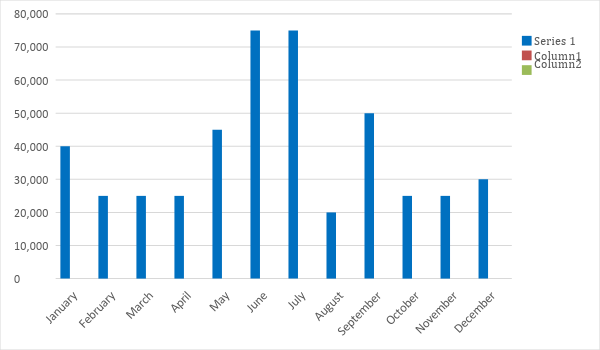 80,000
70,000
60,000
50,000
40,000
30,000
20,000
10,000
0
January
February
March
April
May
June
July
August
September
October
November
December
Series 1
Column1
Column2